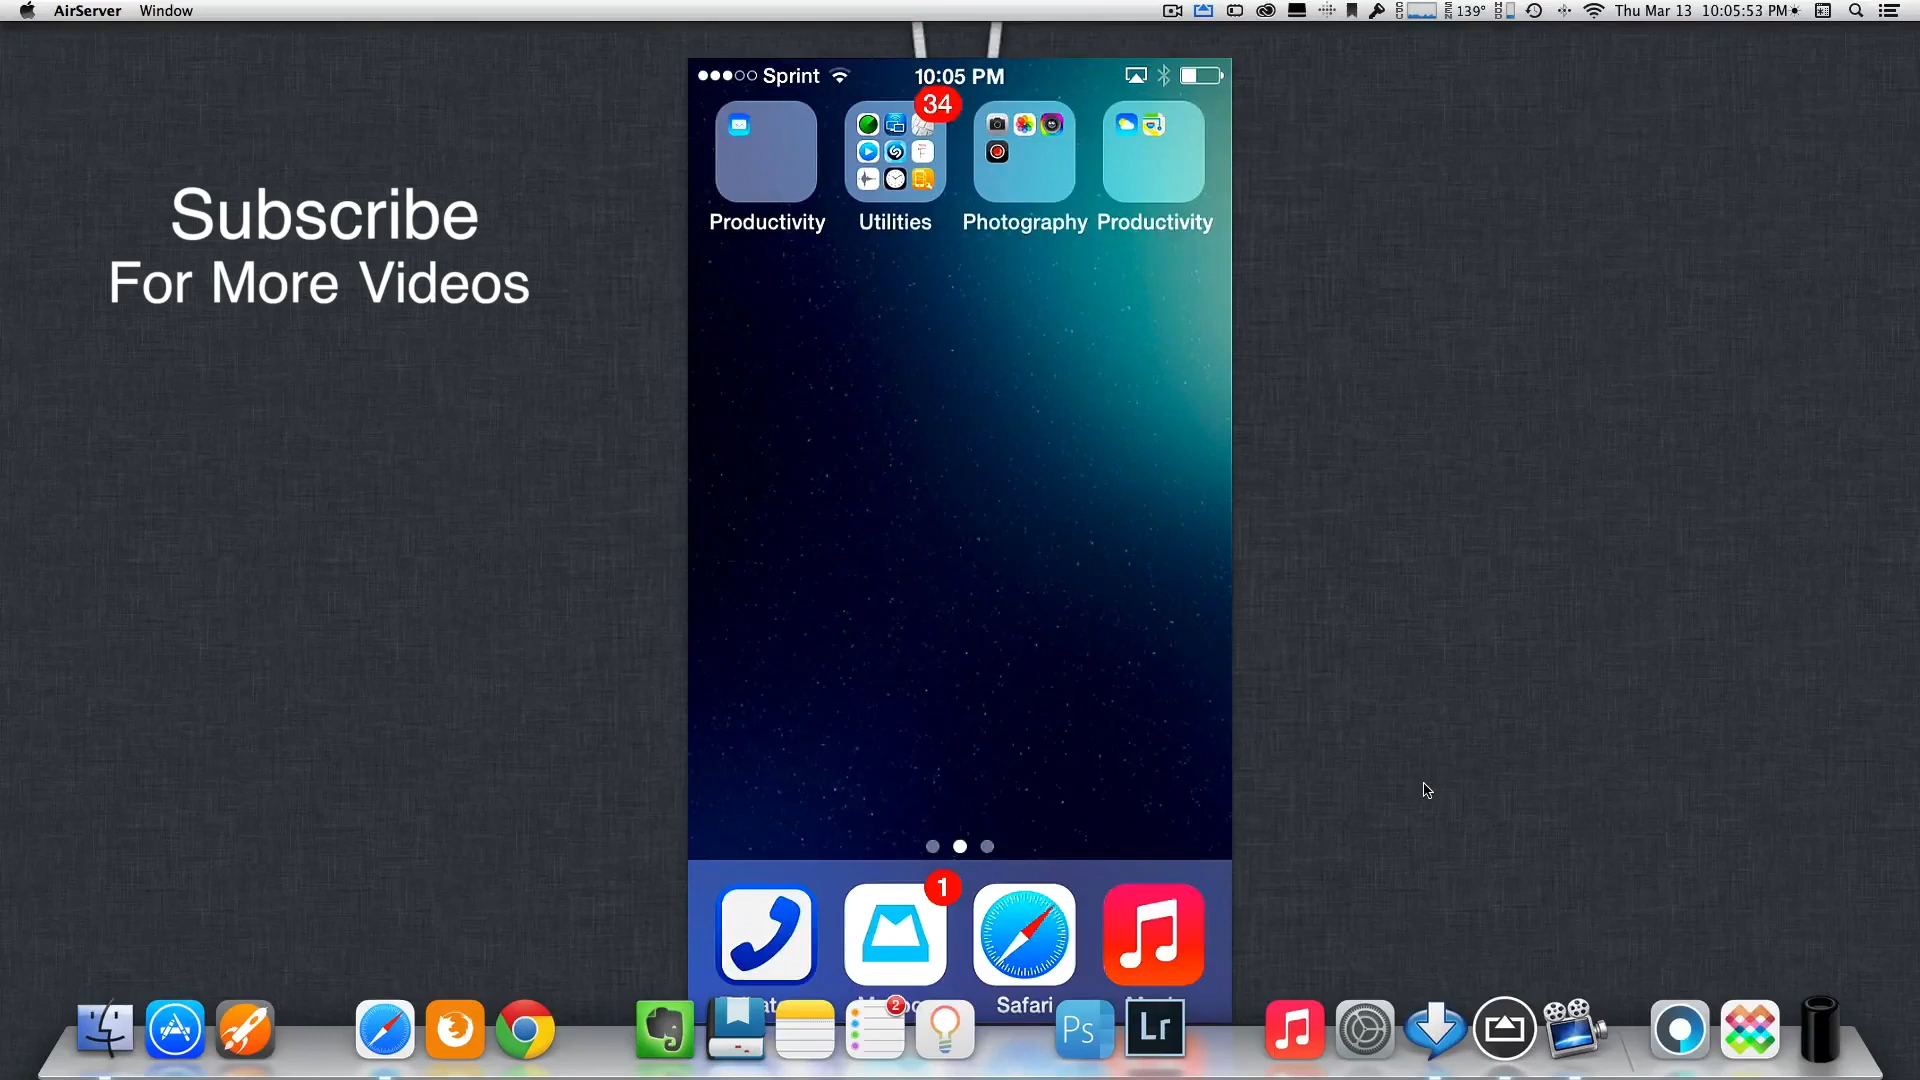 AirServer Window
139° Thu Mar 13 10:05:53 PM
Subscribe
For More Videos
Sprint 10:05 PM
34
Productivity Utilities Photography Productivity
1
Safari
2
Ps Lr